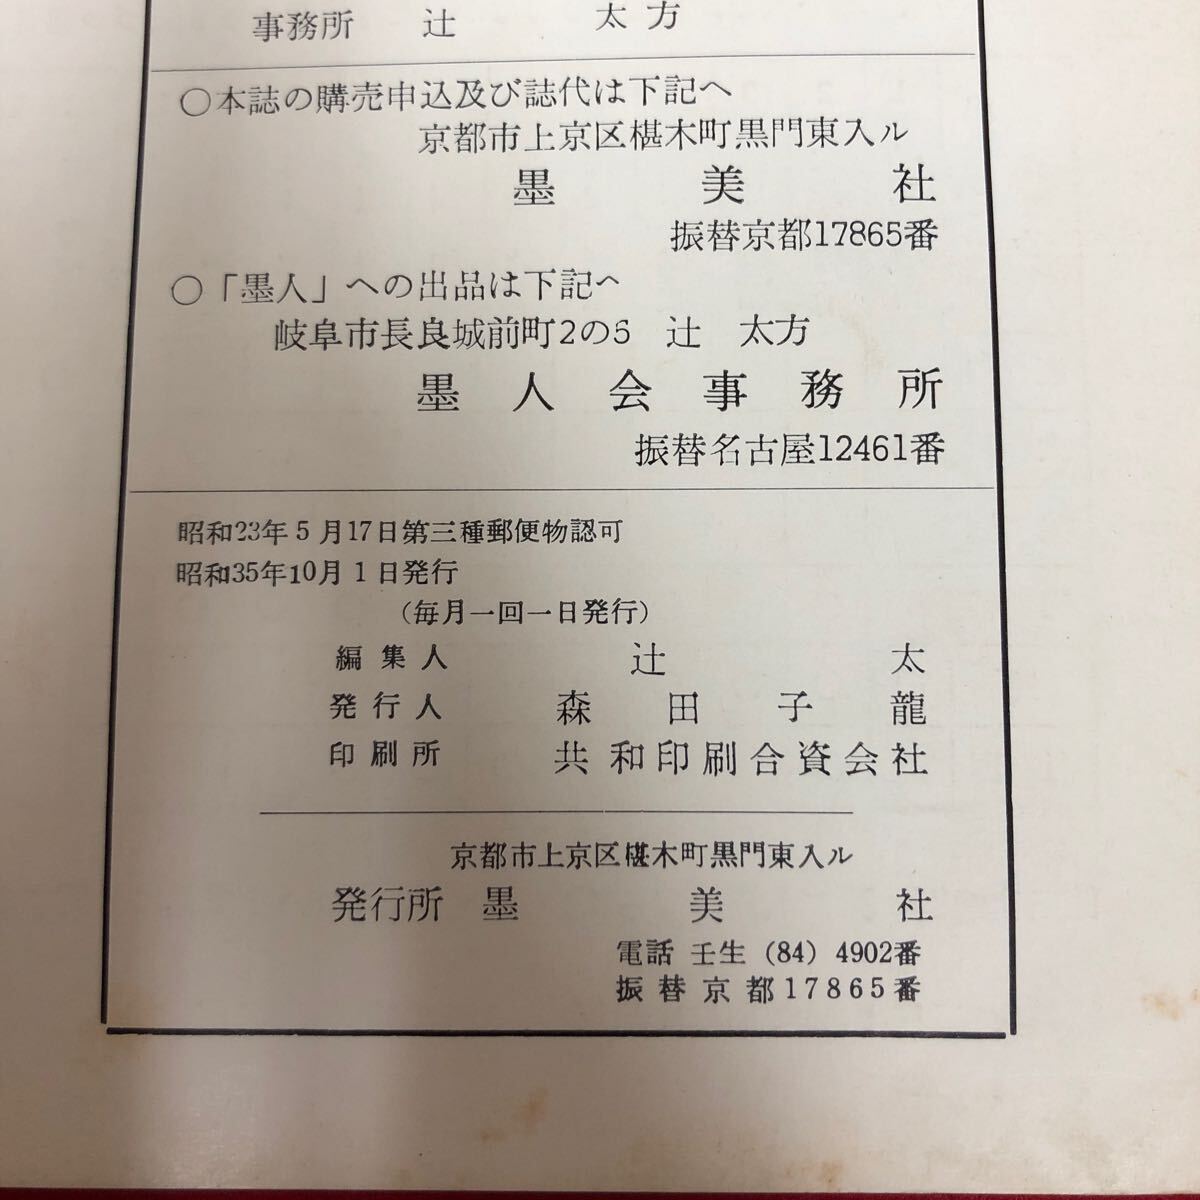 事務所 辻 太方
○本誌の購売申込及び誌代は下記へ
京都市上京区椹木町黒門東入ル
墨美社
振替京都17865番
○「墨人」への出品は下記へ
岐阜市長良城前町2の5 辻 太方
墨人会事務所
振替名古屋12461番
昭和23年5月17日第三種郵便物認可
昭和35年10月1日発行
(毎月一回一日発行)
編集人 辻太
発行人 森田子龍
印刷所 共和印刷合資会社
京都市上京区椹木町黒門東入ル
発行所 墨美社
電話 壬生 (84) 4902番
振替京都17865番